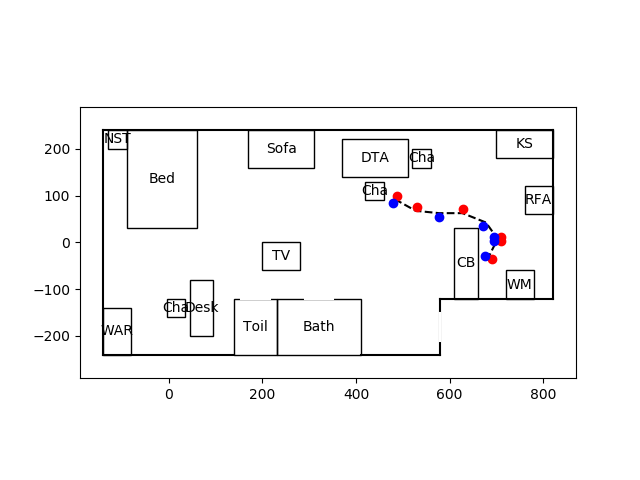 NST
Bed
Sofa
DTA
Cha
Cha
KS
RFA
TV
CB
WM
Cha
Desk
WAR
Toil
Bath
200
100
0
−100
−200
0
200
400
600
800